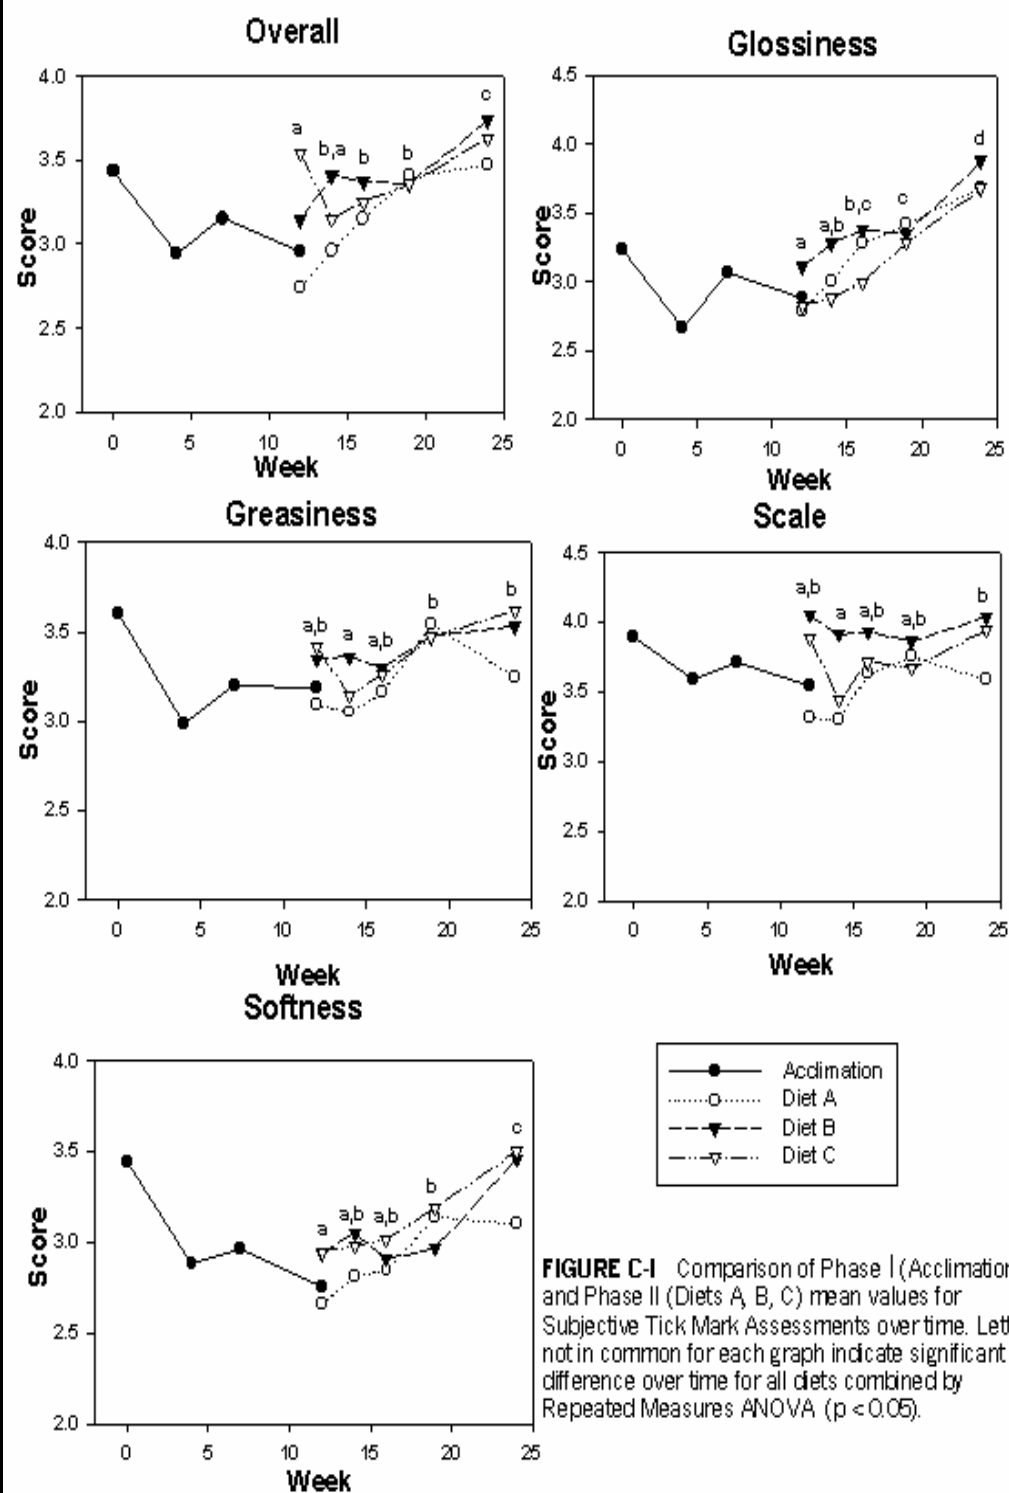 Overall
4.0
3.5
3.0
2.5
2.0
Score
a
b,a
b
b
c
0 5 10 15 20 25
Week
Glossiness
4.5
4.0
3.5
3.0
2.5
2.0
Score
a
a,b
b,c
c
d
0 5 10 15 20 25
Week
Greasiness
4.0
3.5
3.0
2.5
2.0
Score
a,b
a
a,b
b
b
0 5 10 15 20 25
Week
Scale
4.5
4.0
3.5
3.0
2.5
2.0
Score
a,b
a
a,b
a,b
b
0 5 10 15 20 25
Week
Softness
4.0
3.5
3.0
2.5
2.0
Score
a
a,b
a,b
b
c
0 5 10 15 20 25
Week
Acclimation
Diet A
Diet B
Diet C
FIGURE C-I Comparison of Phase I (Acclimation
and Phase II (Diets A, B, C) mean values for
Subjective Tick Mark Assessments over time. Lett
not in common for each graph indicate significant
difference over time for all diets combined by
Repeated Measures ANOVA (p < 0.05).